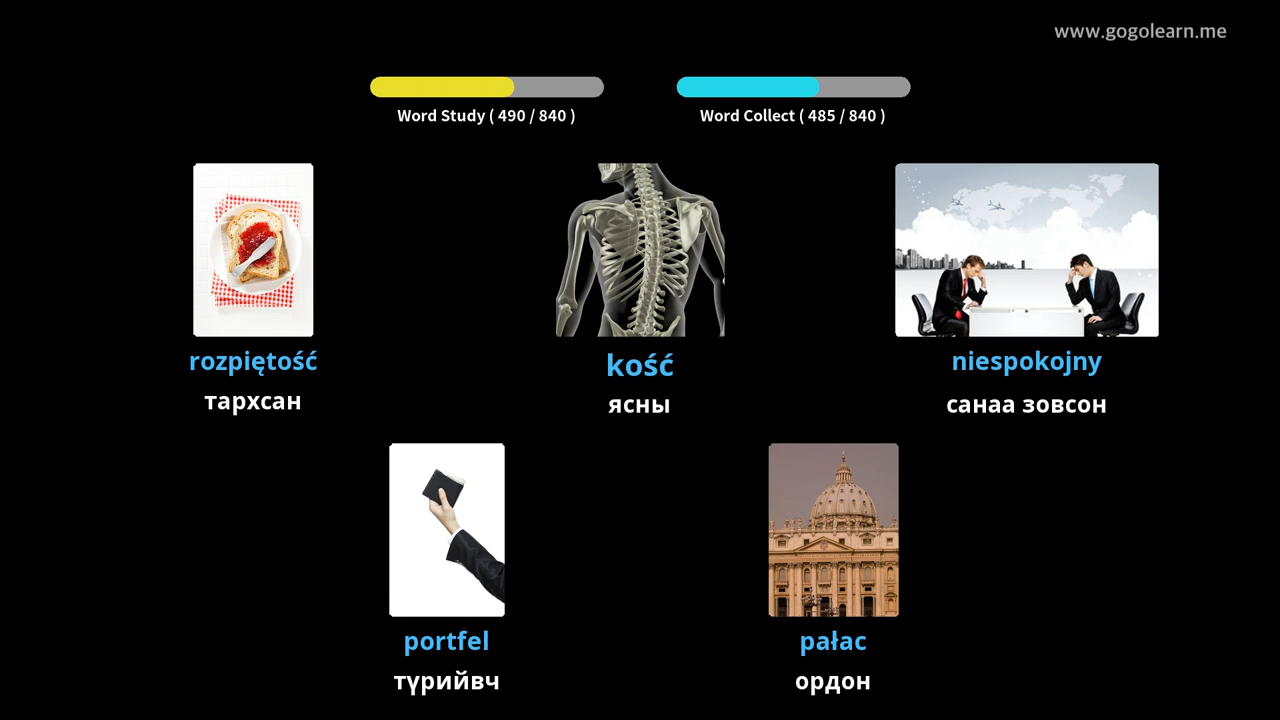 www.gogolearn.me
Word Study ( 490 / 840 )
Word Collect ( 485 / 840 )
rozpiętość
kość
niespokojny
тархсан
ясны
санаа зовсон
portfel
pałac
түрийвч
ордон